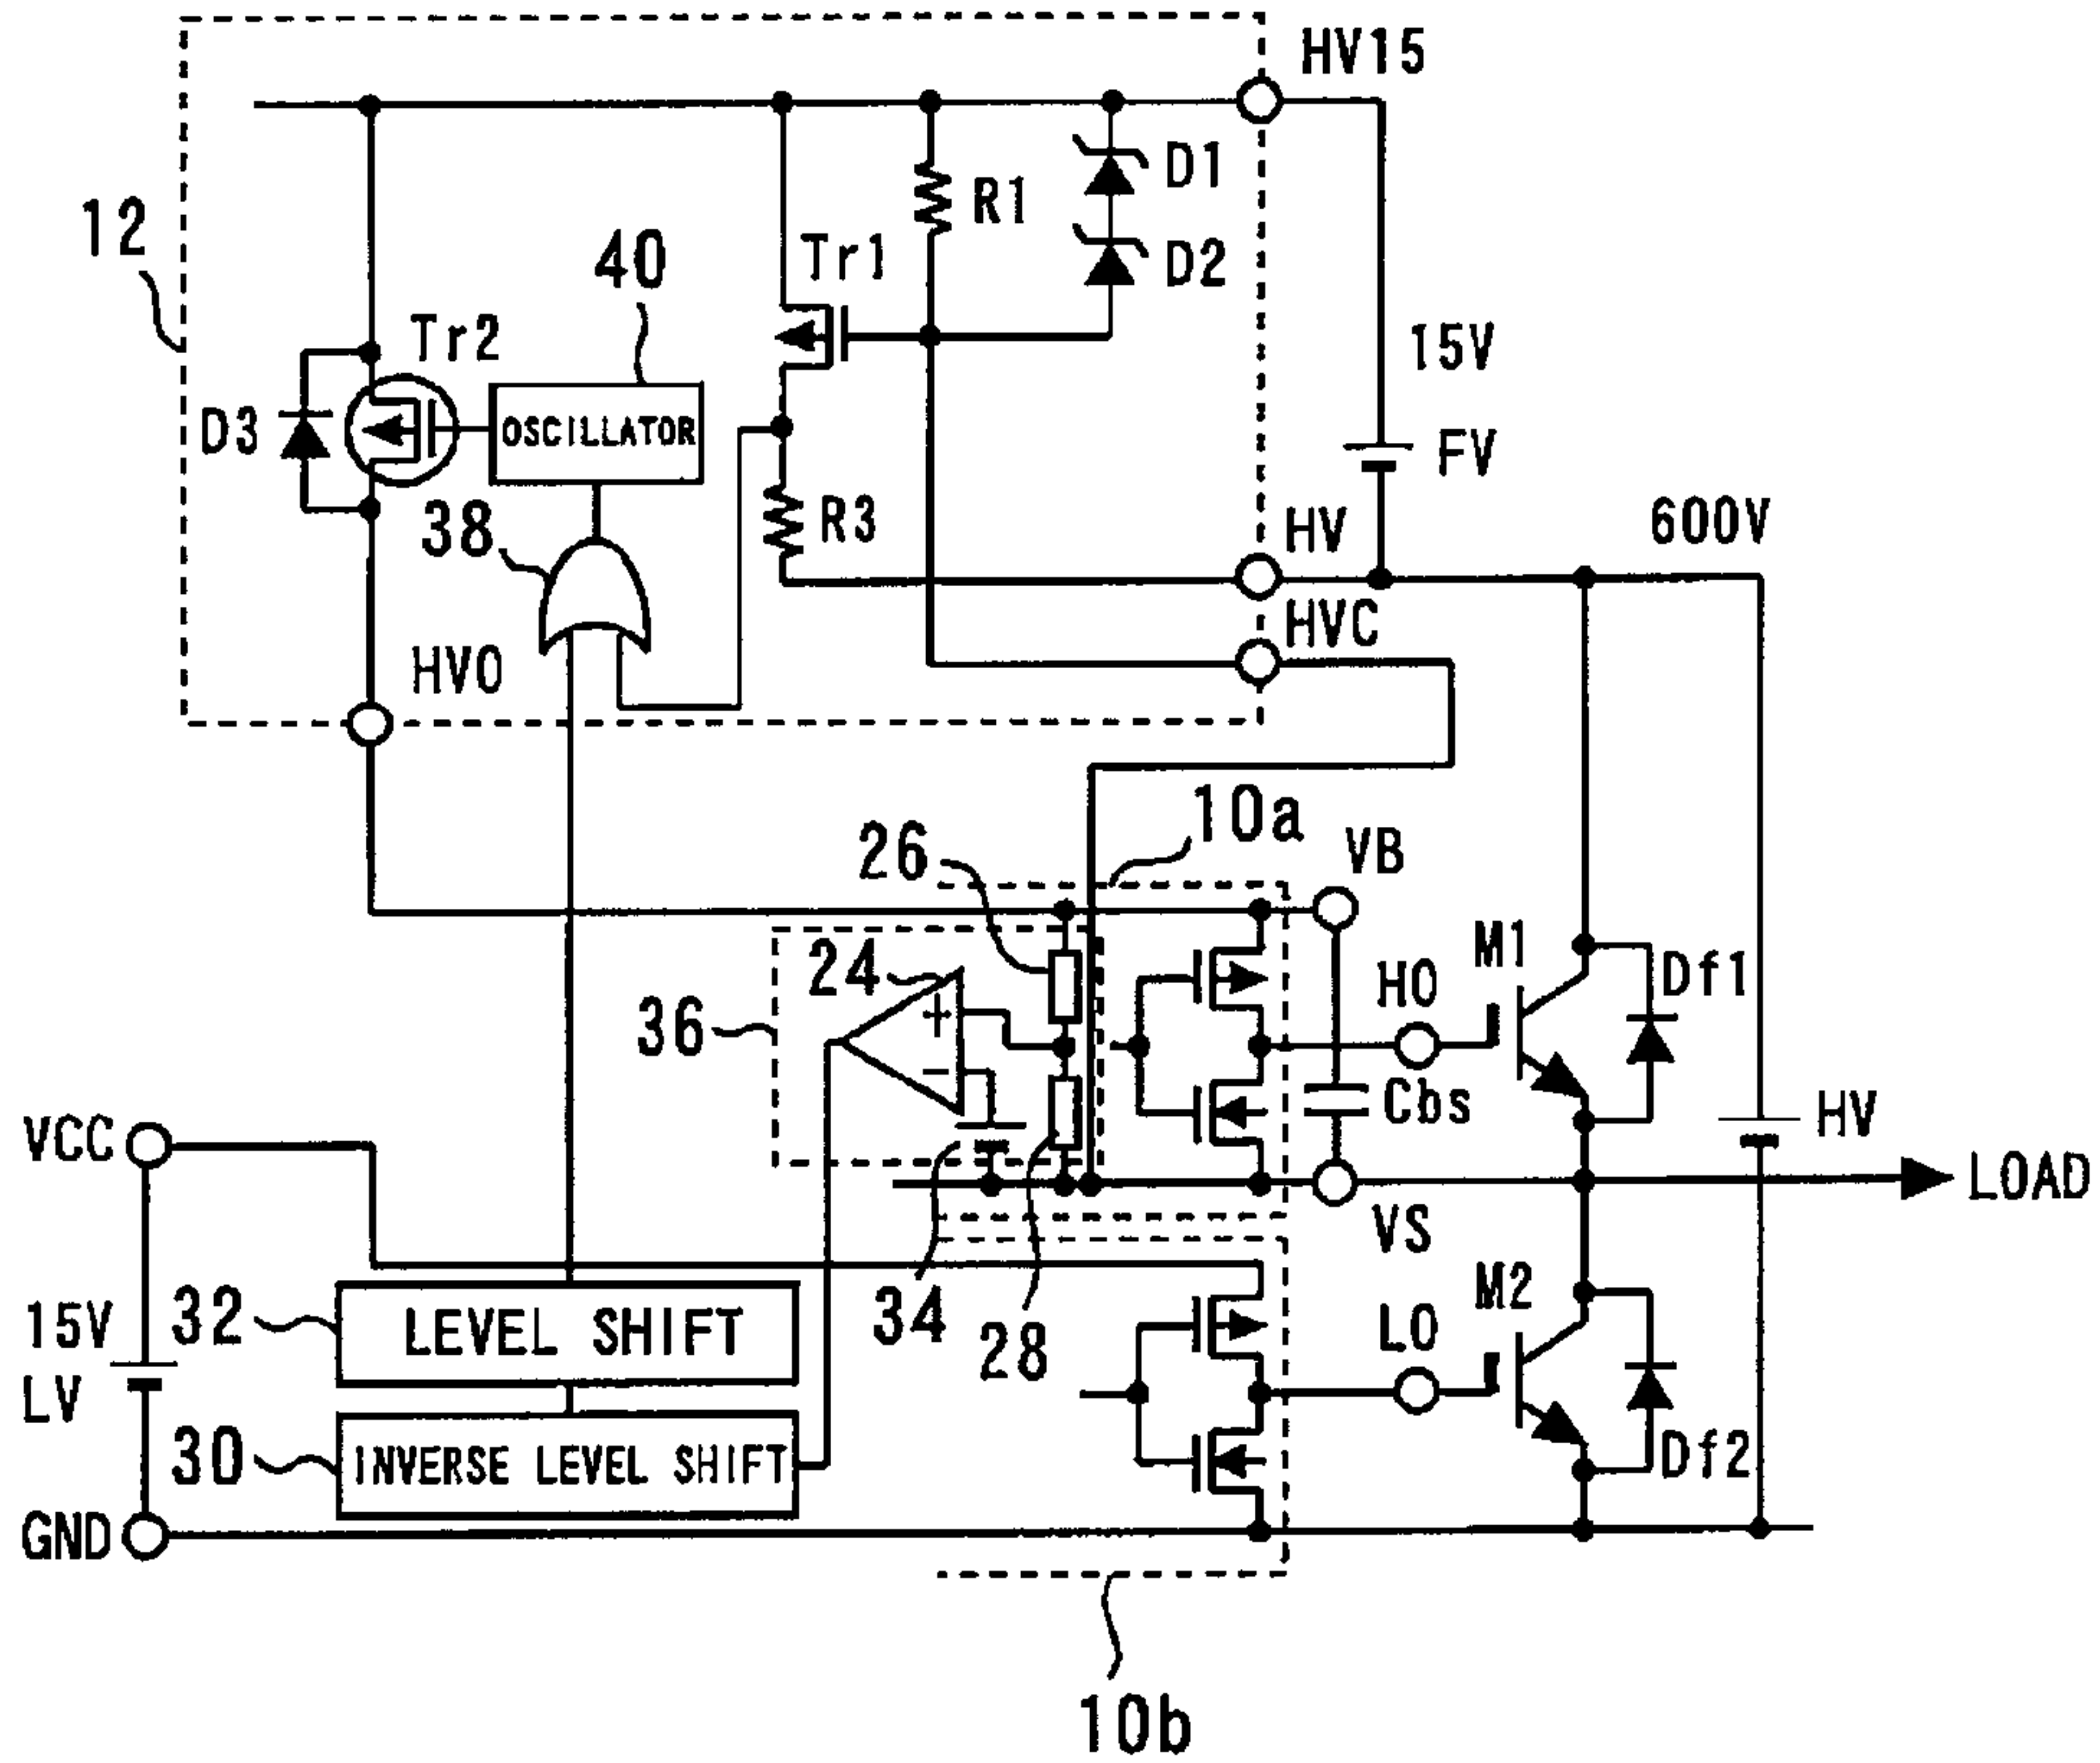 HV15
D1
R1
12
Tr1
D2
40
Tr2
15V
D3
OSCILLATOR
FV
38
R3
HV
600V
HVC
HVO
10a
26
VB
M1
24
HO
Df1
36
+
−
Cbs
HV
VCC
LOAD
VS
M2
32
LEVEL SHIFT
34
28
LO
15V
LV
30
INVERSE LEVEL SHIFT
Df2
GND
10b